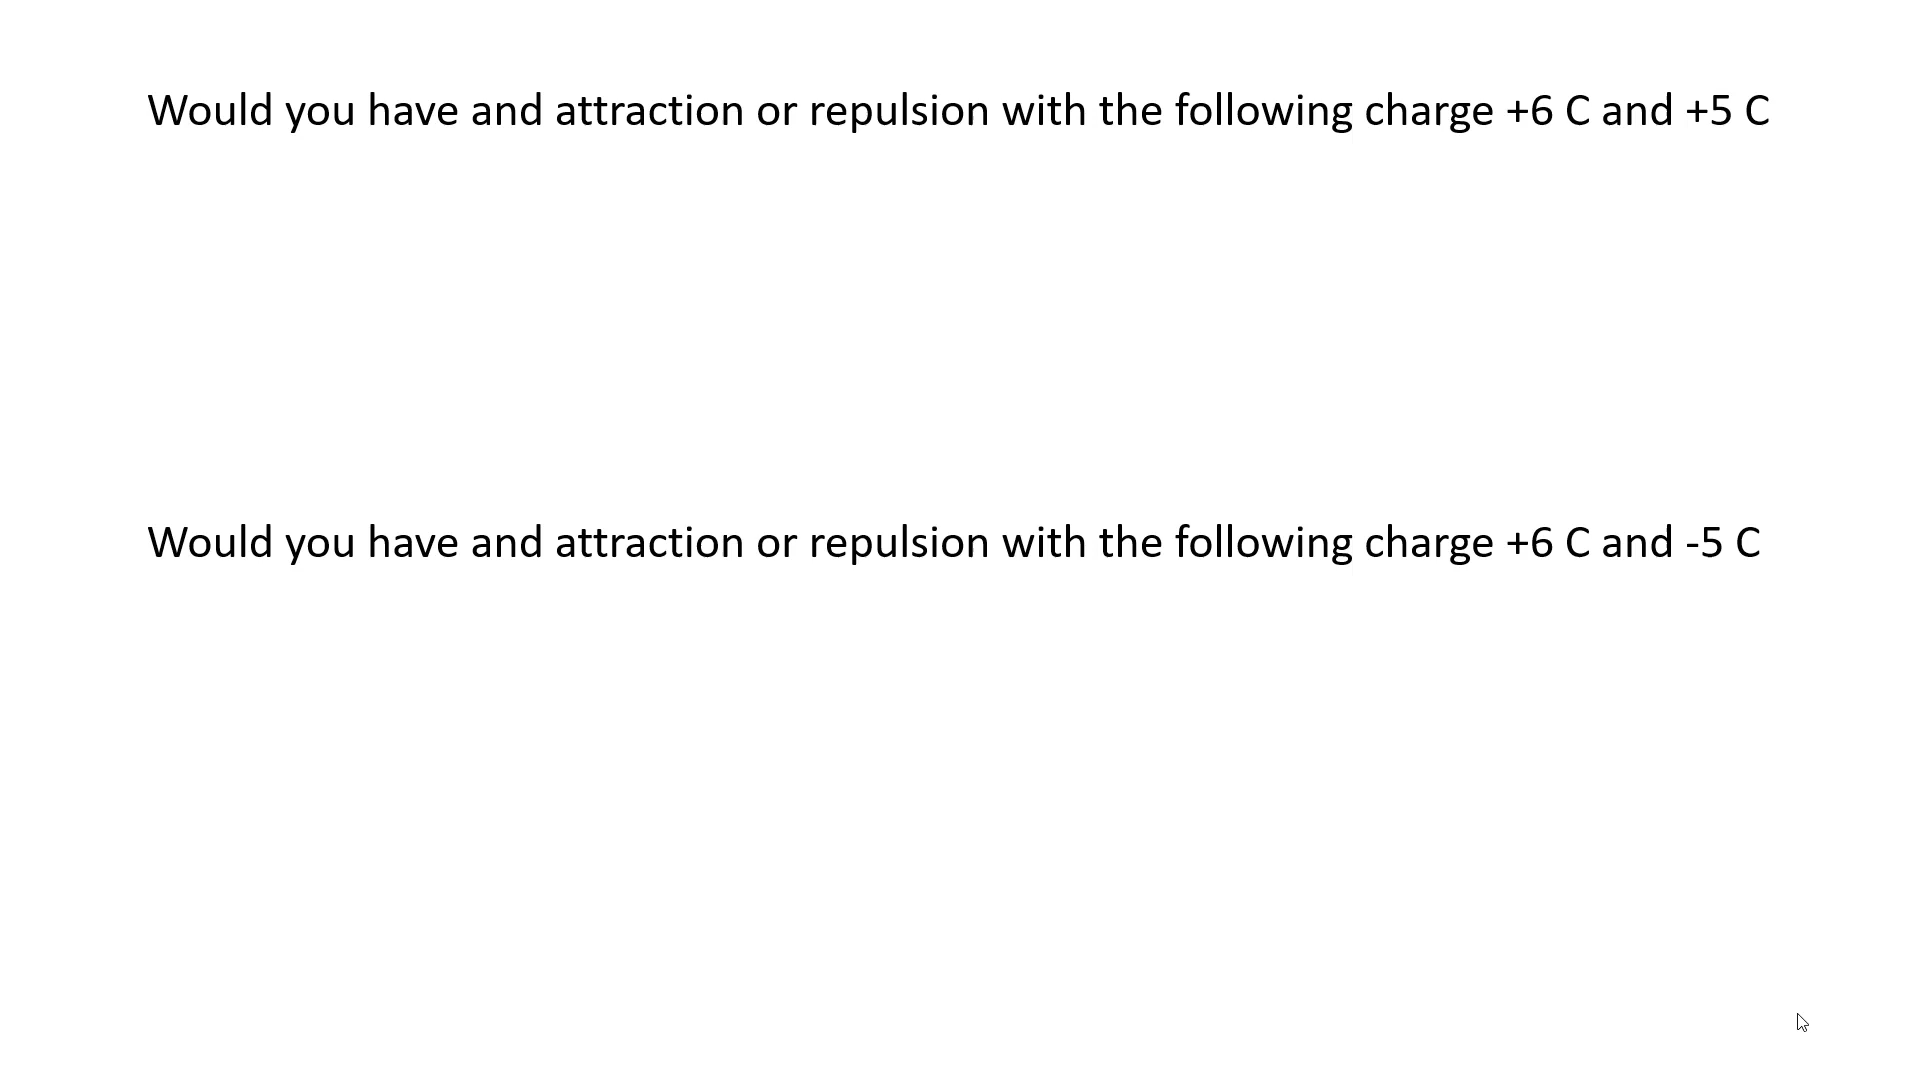 Would you have and attraction or repulsion with the following charge +6 C and +5 C
Would you have and attraction or repulsion with the following charge +6 C and -5 C